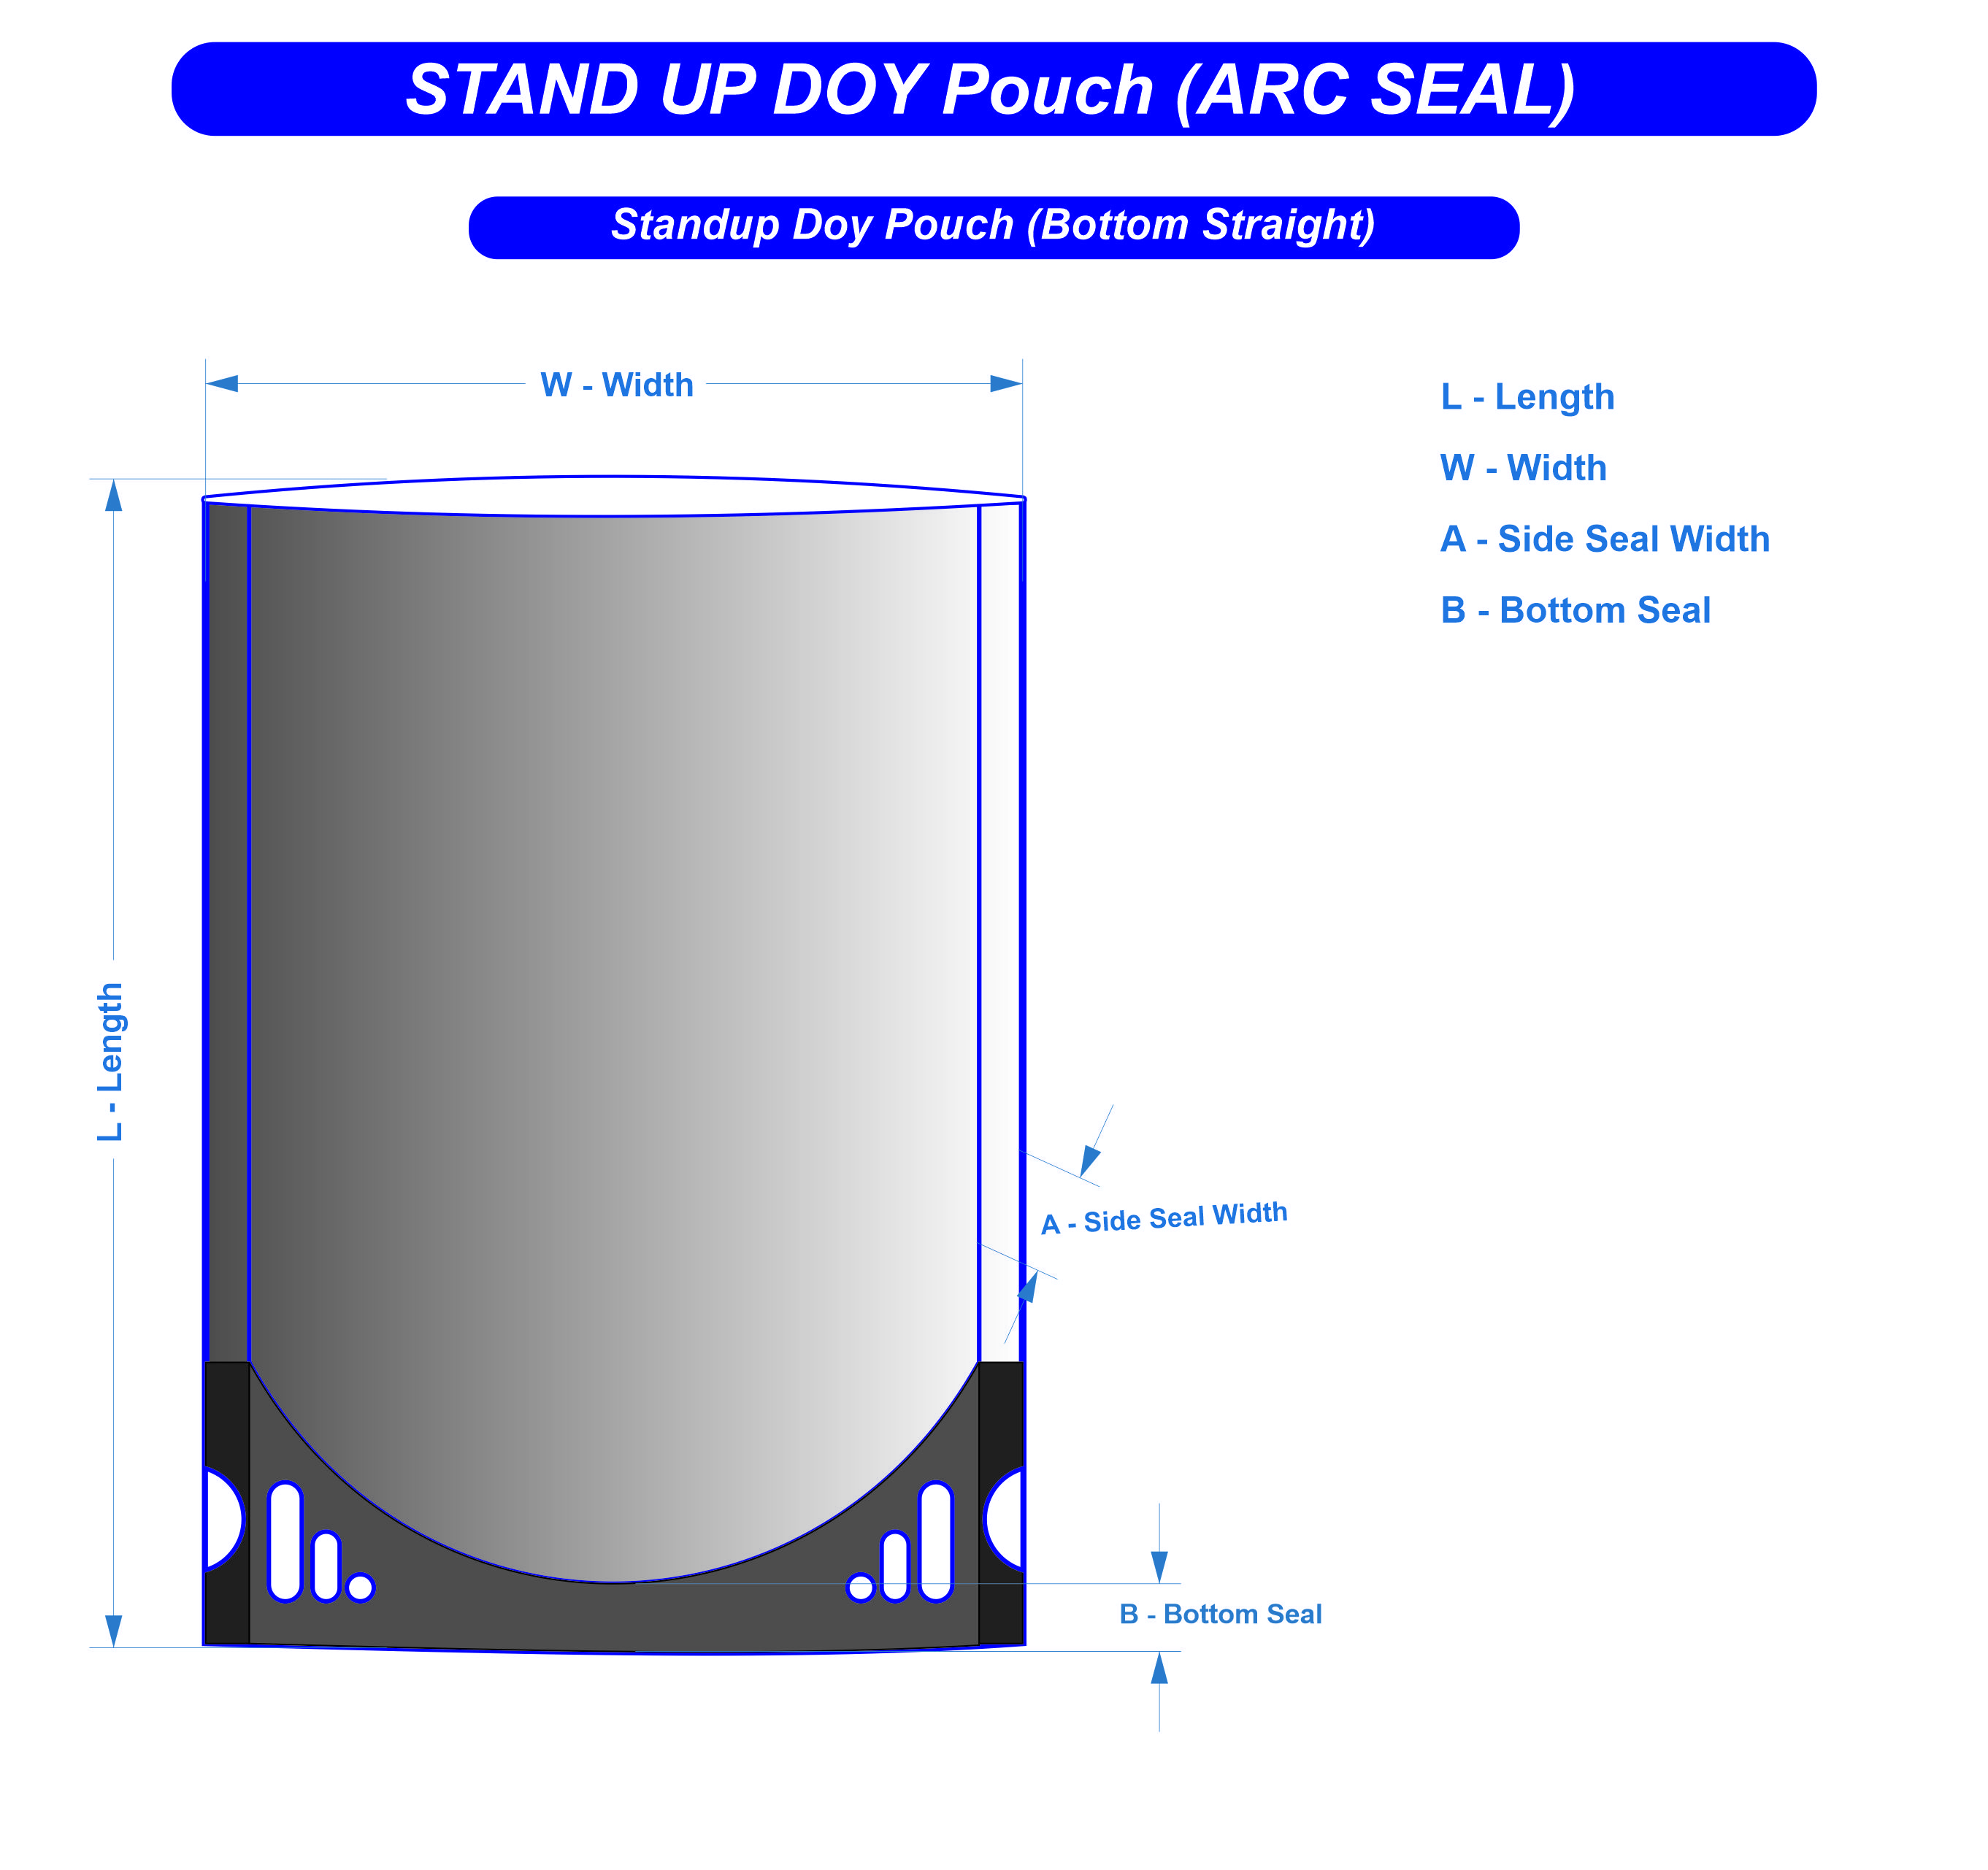 STAND UP DOY Pouch (ARC SEAL)
Standup Doy Pouch (Bottom Straight)
W - Width
L - Length
W - Width
A - Side Seal Width
B - Bottom Seal
L - Length
A - Side Seal Width
B - Bottom Seal